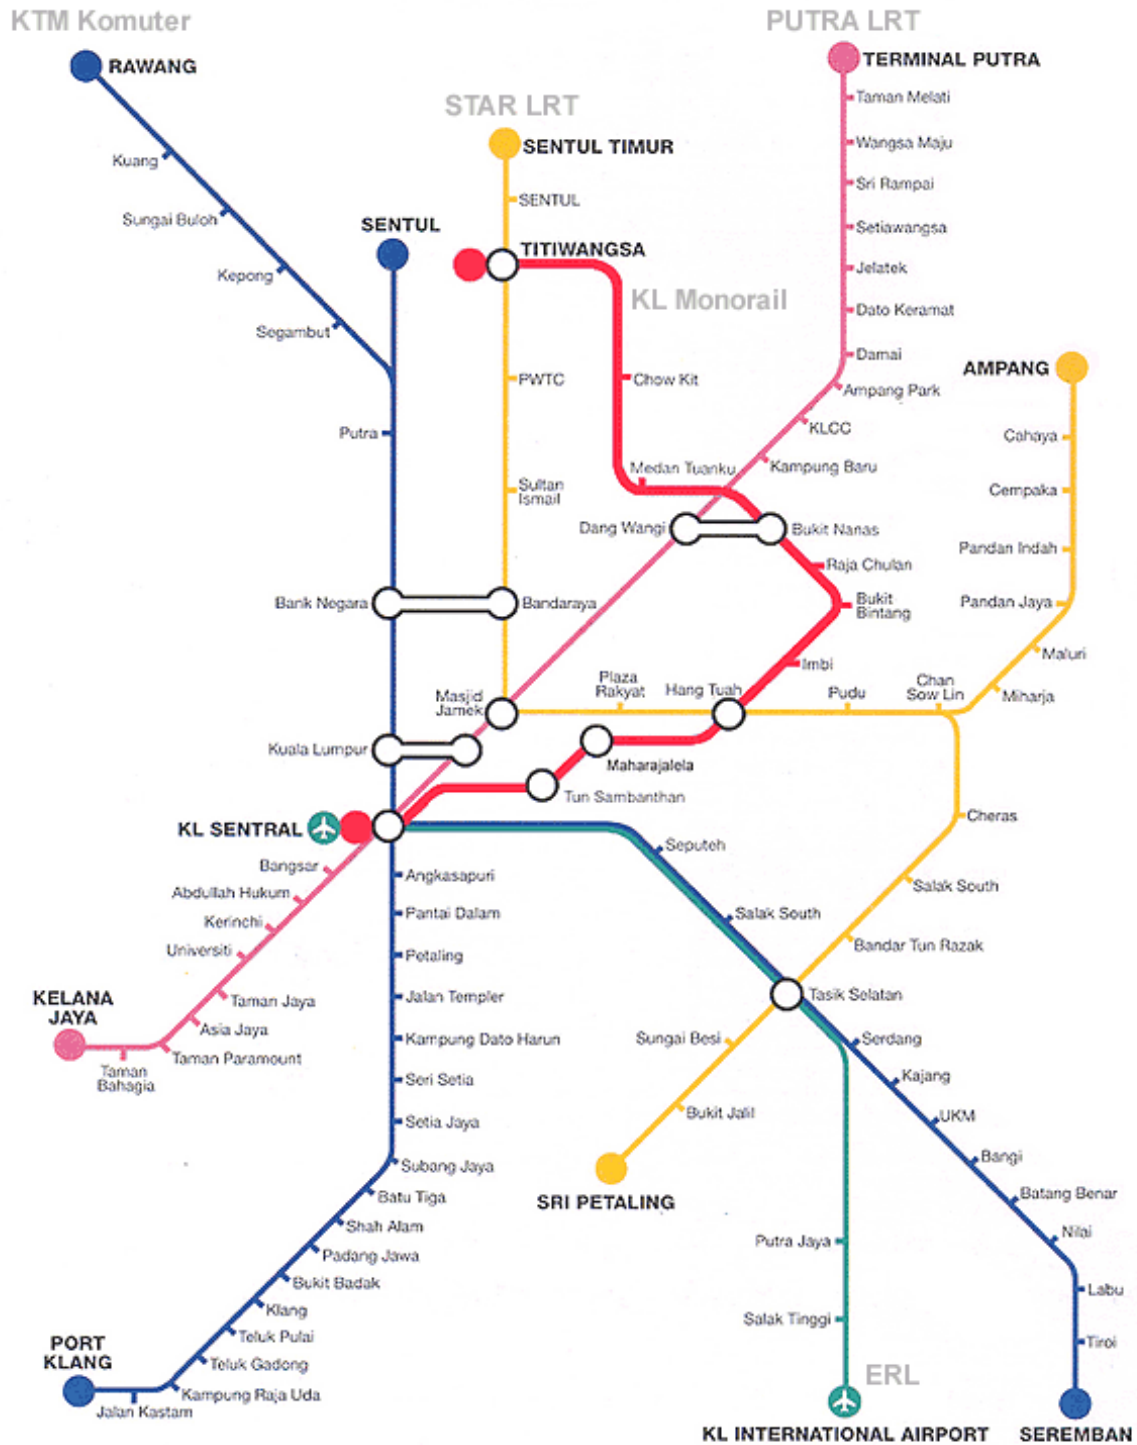 KTM Komuter
PUTRA LRT
RAWANG
TERMINAL PUTRA
Taman Melati
STAR LRT
SENTUL TIMUR
Wangsa Maju
Kuang
Sri Rampai
SENTUL
Sungai Buloh
SENTUL
Setiawangsa
TITIWANGSA
Jelatek
Kepong
KL Monorail
Dato Keramat
Segambut
Damai
AMPANG
PWTC
Chow Kit
Ampang Park
KLCC
Putra
Cahaya
Medan Tuanku
Kampung Baru
Sultan
Ismail
Cempaka
Dang Wangi
Bukit Nanas
Pandan Indah
Raja Chulan
Bank Negara
Bandaraya
Bukit
Bintang
Pandan Jaya
Maluri
Imbi
Plaza
Rakyat
Hang Tuah
Pudu
Chan
Sow Lin
Miharja
Masjid
Jamek
Kuala Lumpur
Maharajalela
Tun Sambanthan
KL SENTRAL
Cheras
Seputeh
Bangsar
Angkasapuri
Abdullah Hukum
Salak South
Kerinchi
Pantai Dalam
Salak South
Universiti
Petaling
Bandar Tun Razak
KELANA
JAYA
Taman Jaya
Jalan Templer
Tasik Selatan
Asia Jaya
Kampung Dato Harun
Sungai Besi
Serdang
Taman Paramount
Taman
Bahagia
Seri Setia
Kajang
Setia Jaya
Bukit Jalil
UKM
Subang Jaya
Bangi
Batu Tiga
SRI PETALING
Batang Benar
Shah Alam
Nilai
Padang Jawa
Putra Jaya
Bukit Badak
Labu
Klang
Salak Tinggi
Teluk Pulai
Tiroi
PORT
KLANG
Teluk Gadong
ERL
Kampung Raja Uda
Jalan Kastam
KL INTERNATIONAL AIRPORT
SEREMBAN